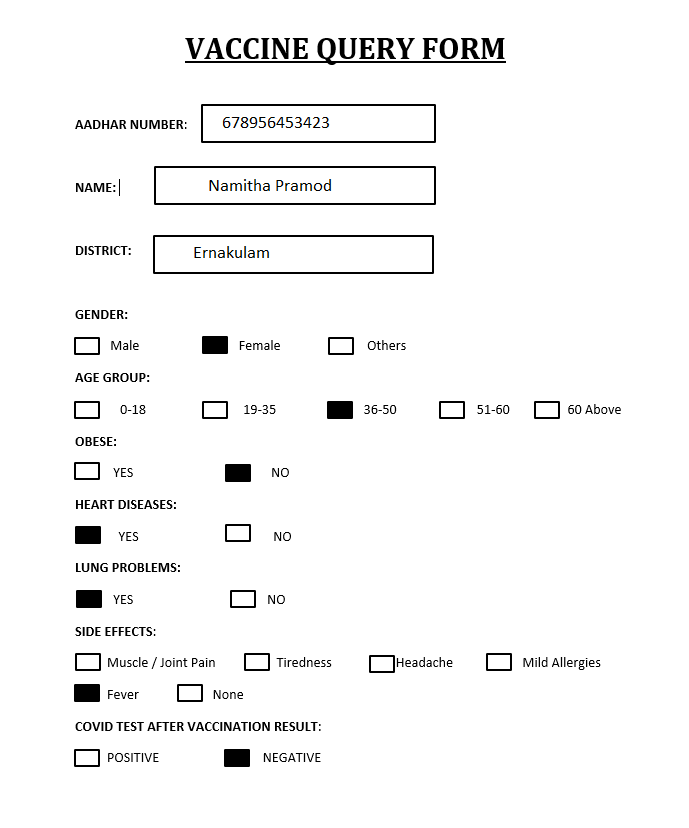 VACCINE QUERY FORM
AADHAR NUMBER: 678956453423
NAME: Namitha Pramod
DISTRICT: Ernakulam
GENDER:
Male Female Others
AGE GROUP:
0-18 19-35 36-50 51-60 60 Above
OBESE:
YES NO
HEART DISEASES:
YES NO
LUNG PROBLEMS:
YES NO
SIDE EFFECTS:
Muscle / Joint Pain Tiredness Headache Mild Allergies
Fever None
COVID TEST AFTER VACCINATION RESULT:
POSITIVE NEGATIVE